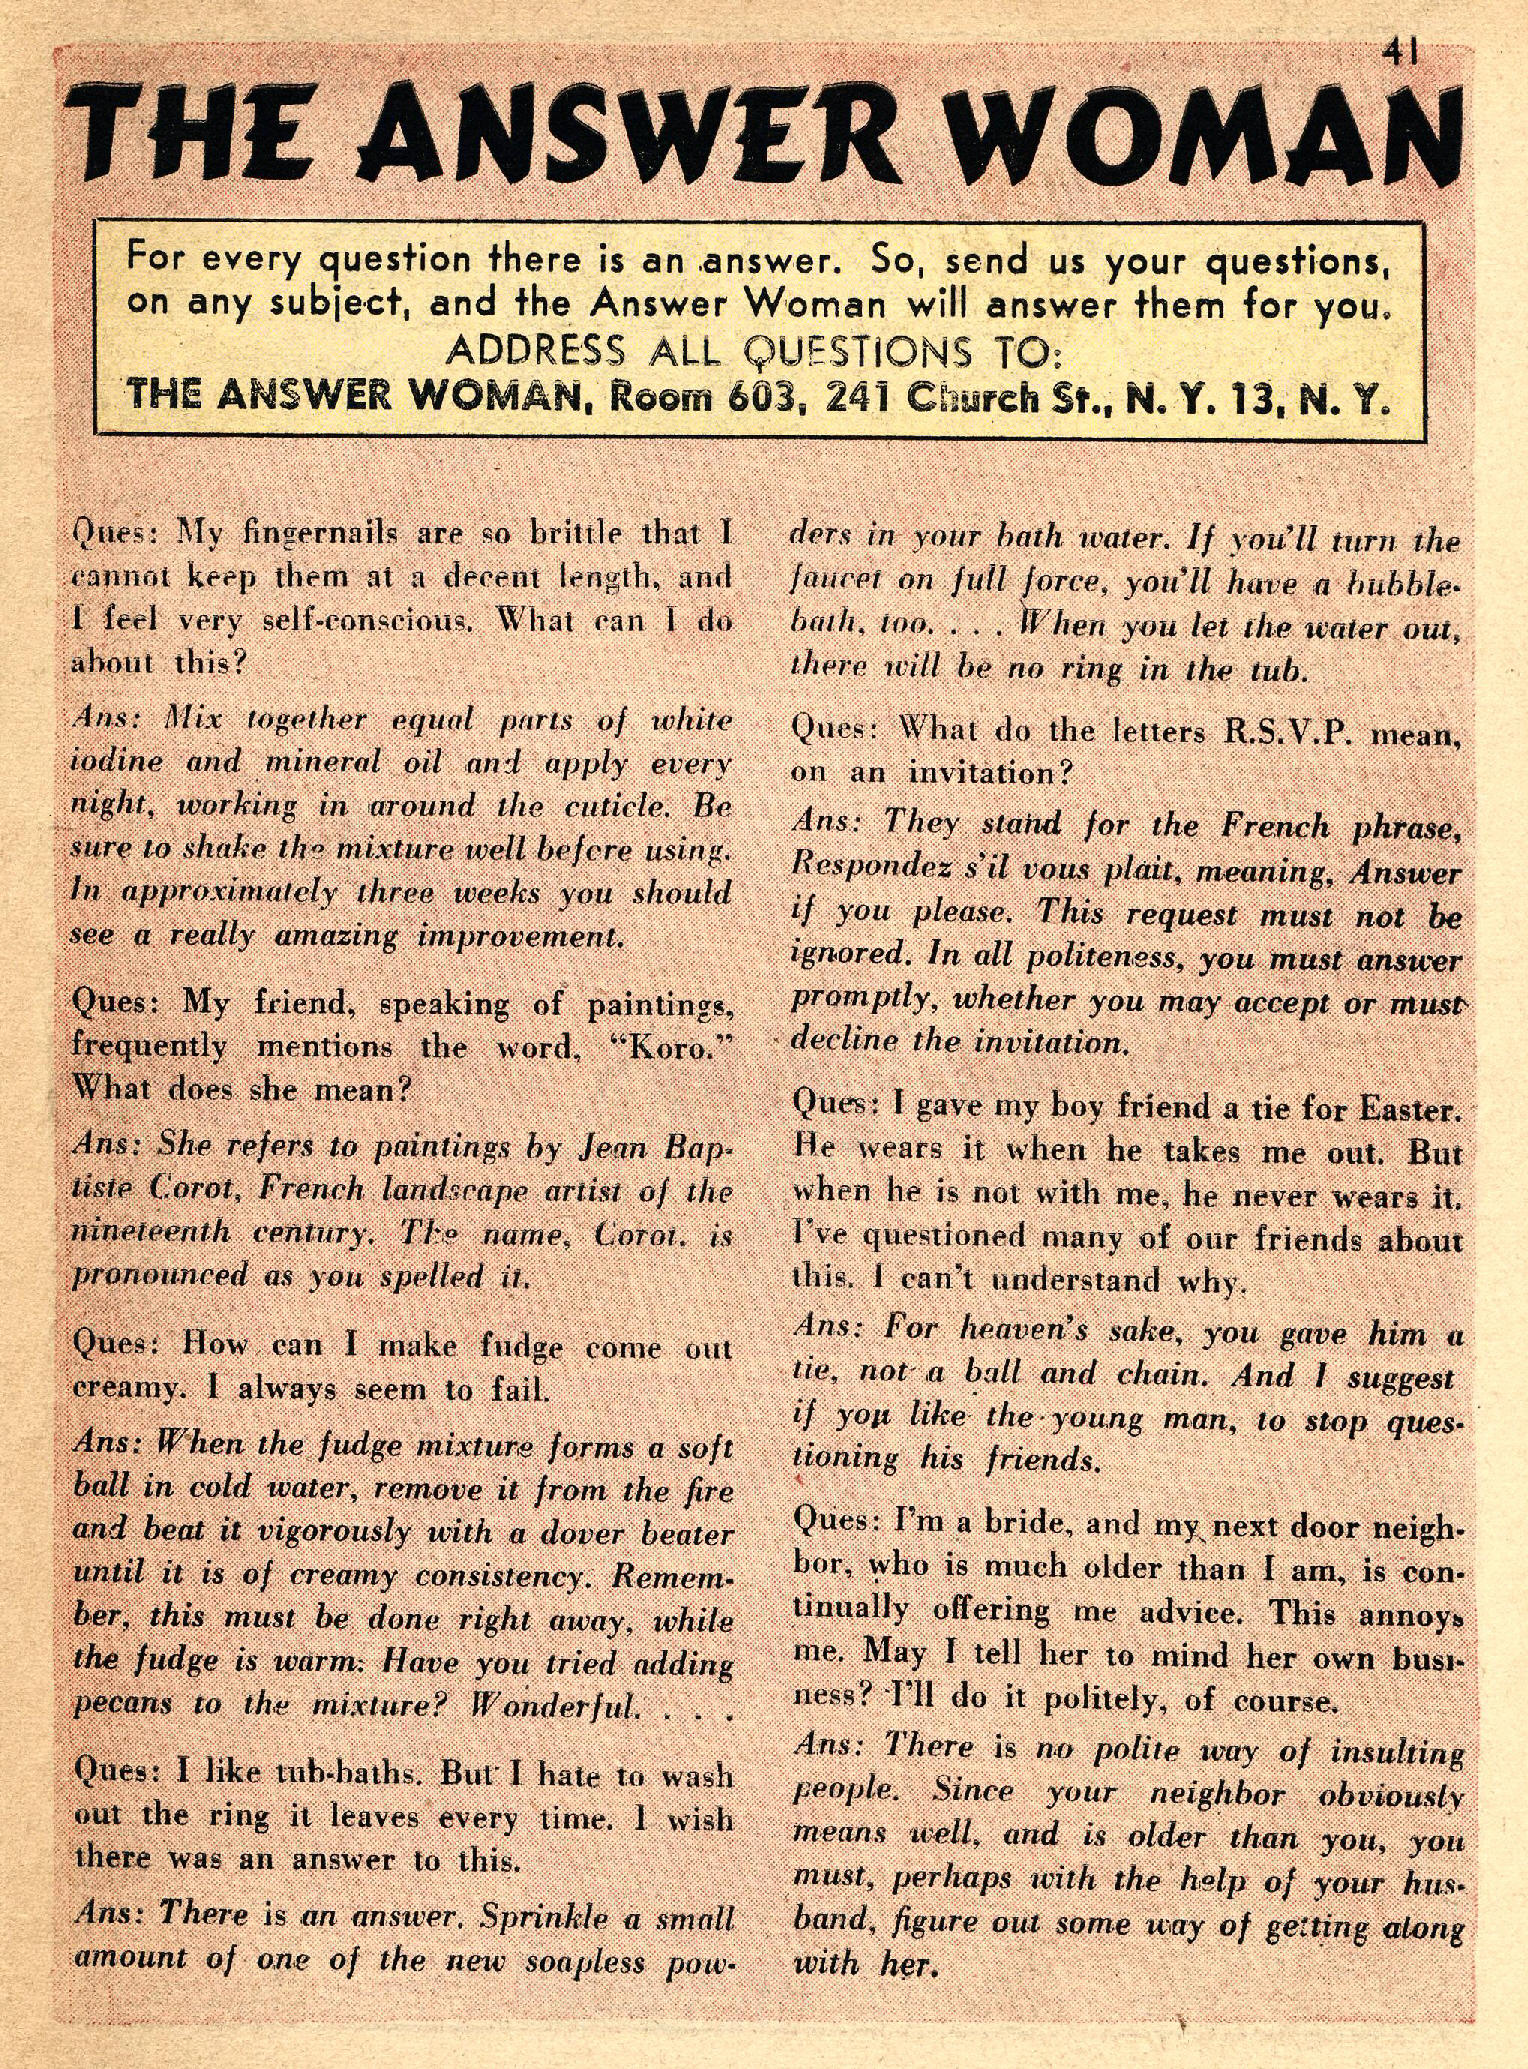 41
THE ANSWER WOMAN
For every question there is an answer. So, send us your questions,
on any subject, and the Answer Woman will answer them for you.
ADDRESS ALL QUESTIONS TO:
THE ANSWER WOMAN, Room 603, 241 Church St., N. Y. 13, N. Y.
Ques: My fingernails are so brittle that I
cannot keep them at a decent length, and
I feel very self-conscious. What can I do
about this?
Ans: Mix together equal parts of white
iodine and mineral oil and apply every
night, working in around the cuticle. Be
sure to shake the mixture well before using.
In approximately three weeks you should
see a really amazing improvement.
Ques: My friend, speaking of paintings,
frequently mentions the word, “Koro.”
What does she mean?
Ans: She refers to paintings by Jean Bap-
tiste Corot, French landscape artist of the
nineteenth century. The name, Corot, is
pronounced as you spelled it.
Ques: How can I make fudge come out
creamy. I always seem to fail.
Ans: When the fudge mixture forms a soft
ball in cold water, remove it from the fire
and beat it vigorously with a dover beater
until it is of creamy consistency. Remem-
ber, this must be done right away, while
the fudge is warm: Have you tried adding
pecans to the mixture? Wonderful. . . .
Ques: I like tub-baths. But I hate to wash
out the ring it leaves every time. I wish
there was an answer to this.
Ans: There is an answer. Sprinkle a small
amount of one of the new soapless pow-
ders in your bath water. If you’ll turn the
faucet on full force, you’ll have a bubble-
bath, too. . . . When you let the water out,
there will be no ring in the tub.
Ques: What do the letters R.S.V.P. mean,
on an invitation?
Ans: They stand for the French phrase,
Respondez s’il vous plait, meaning, Answer
if you please. This request must not be
ignored. In all politeness, you must answer
promptly, whether you may accept or must
decline the invitation.
Ques: I gave my boy friend a tie for Easter.
He wears it when he takes me out. But
when he is not with me, he never wears it.
I’ve questioned many of our friends about
this. I can’t understand why.
Ans: For heaven’s sake, you gave him a
tie, not a ball and chain. And I suggest
if you like the young man, to stop ques-
tioning his friends.
Ques: I’m a bride, and my next door neigh-
bor, who is much older than I am, is con-
tinually offering me advice. This annoys
me. May I tell her to mind her own busi-
ness? I’ll do it politely, of course.
Ans: There is no polite way of insulting
people. Since your neighbor obviously
means well, and is older than you, you
must, perhaps with the help of your hus-
band, figure out some way of getting along
with her.